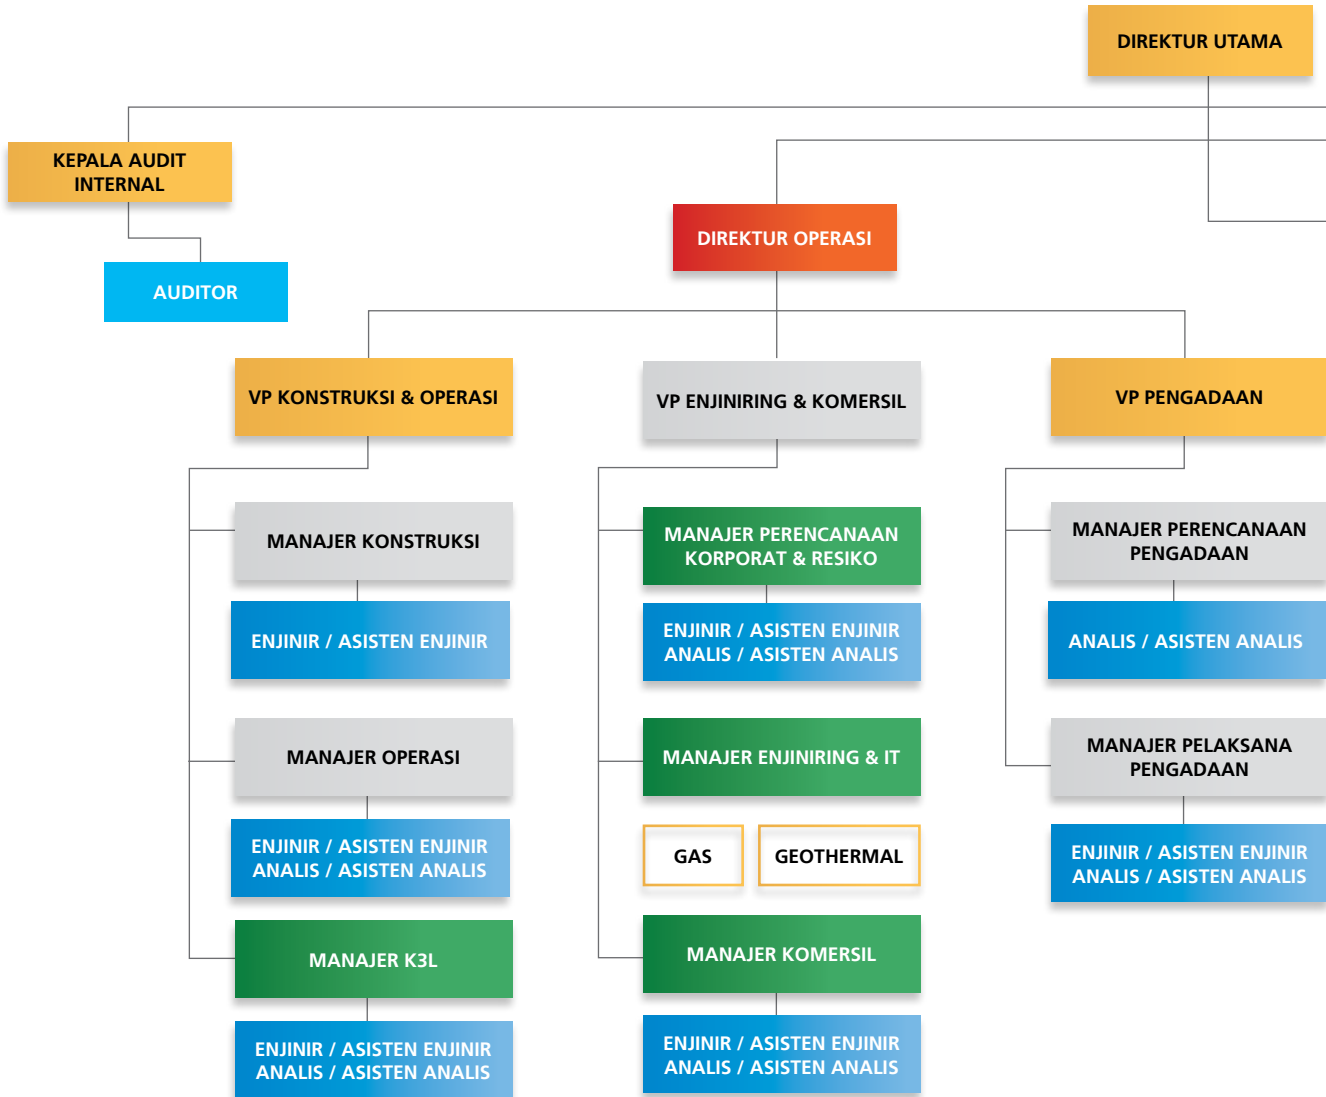 DIREKTUR UTAMA
KEPALA AUDIT
INTERNAL
DIREKTUR OPERASI
AUDITOR
VP KONSTRUKSI & OPERASI
VP ENJINIRING & KOMERSIL
VP PENGADAAN
MANAJER KONSTRUKSI
ENJINIR / ASISTEN ENJINIR
MANAJER OPERASI
ENJINIR / ASISTEN ENJINIR
ANALIS / ASISTEN ANALIS
MANAJER K3L
ENJINIR / ASISTEN ENJINIR
ANALIS / ASISTEN ANALIS
MANAJER PERENCANAAN
KORPORAT & RESIKO
ENJINIR / ASISTEN ENJINIR
ANALIS / ASISTEN ANALIS
MANAJER ENJINIRING & IT
GAS
GEOTHERMAL
MANAJER KOMERSIL
ENJINIR / ASISTEN ENJINIR
ANALIS / ASISTEN ANALIS
MANAJER PERENCANAAN
PENGADAAN
ANALIS / ASISTEN ANALIS
MANAJER PELAKSANA
PENGADAAN
ENJINIR / ASISTEN ENJINIR
ANALIS / ASISTEN ANALIS